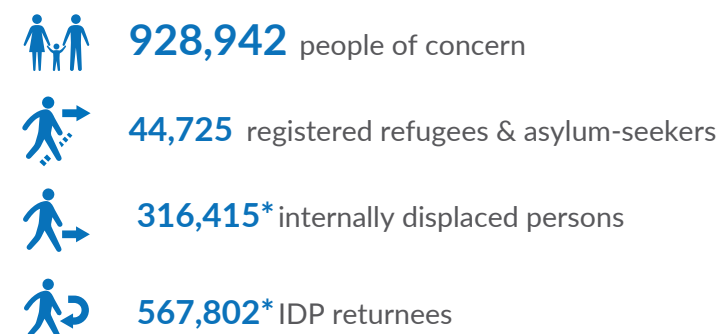 928,942 people of concern
44,725 registered refugees & asylum-seekers
316,415* internally displaced persons
567,802* IDP returnees